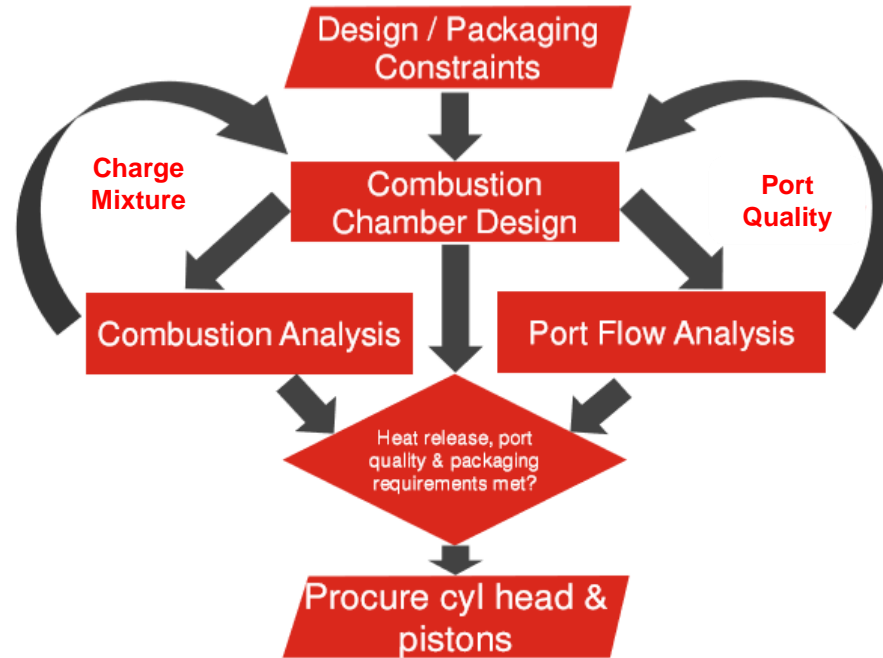 Design / Packaging
Constraints
Charge
Mixture
Combustion
Chamber Design
Port
Quality
Combustion Analysis
Port Flow Analysis
Heat release, port
quality & packaging
requirements met?
Procure cyl head &
pistons